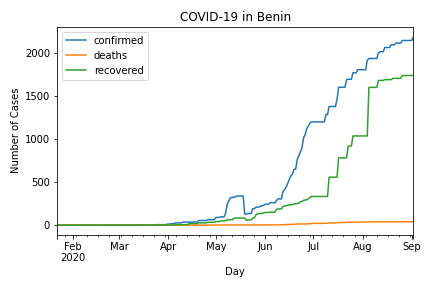 COVID-19 in Benin
confirmed
deaths
recovered
Number of Cases
2000
1500
1000
500
0
Feb Mar Apr May Jun Jul Aug Sep
2020
Day